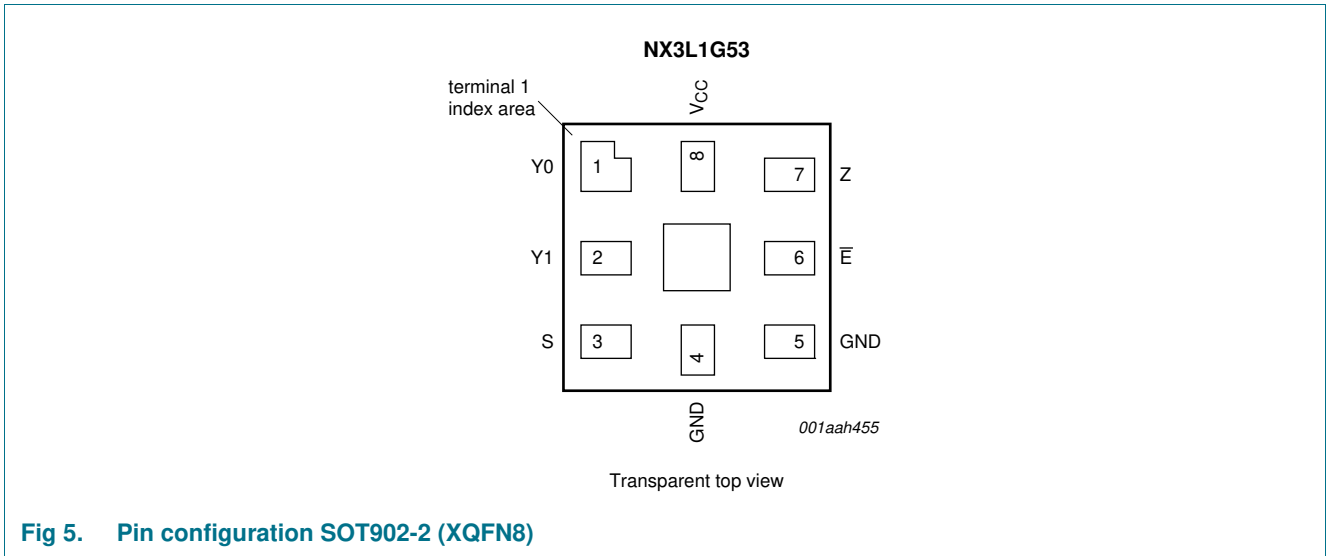 NX3L1G53
terminal 1
index area
VCC
Y0
1
8
7
Z
Y1
2
6
E̅
S
3
4
5
GND
GND
001aah455
Transparent top view
Fig 5. Pin configuration SOT902-2 (XQFN8)